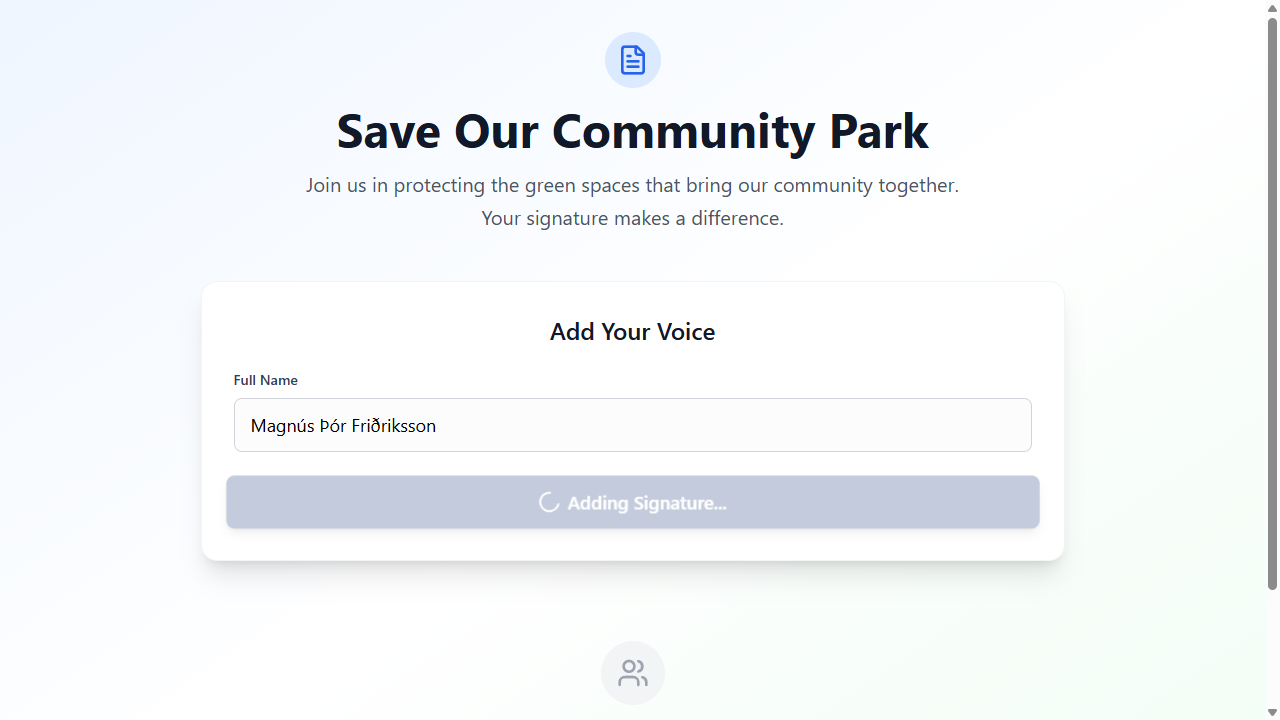 Save Our Community Park
Join us in protecting the green spaces that bring our community together.
Your signature makes a difference.
Add Your Voice
Full Name
Magnús Þór Friðriksson
Adding Signature...